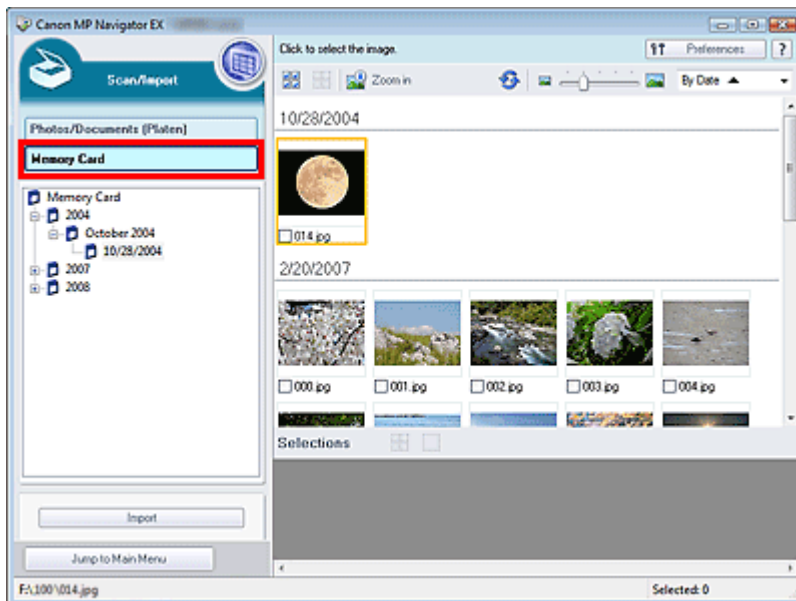 Canon MP Navigator EX
Scan/Import
Photos/Documents (Platen)
Memory Card
Memory Card
2004
October 2004
10/28/2004
2007
2008
Import
Jump to Main Menu
Click to select the image.
Preferences
?
Zoom in
By Date
10/28/2004
014.jpg
2/20/2007
000.jpg
001.jpg
002.jpg
003.jpg
004.jpg
Selections
F:\100\014.jpg
Selected: 0